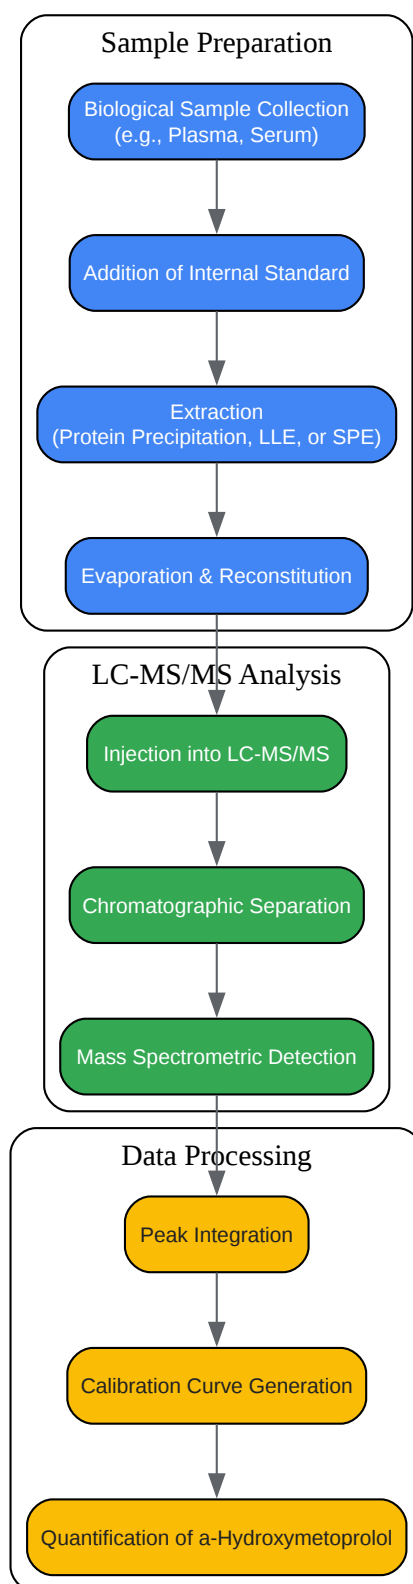 Sample Preparation
Biological Sample Collection
(e.g., Plasma, Serum)
Addition of Internal Standard
Extraction
(Protein Precipitation, LLE, or SPE)
Evaporation & Reconstitution
LC-MS/MS Analysis
Injection into LC-MS/MS
Chromatographic Separation
Mass Spectrometric Detection
Data Processing
Peak Integration
Calibration Curve Generation
Quantification of a-Hydroxymetoprolol